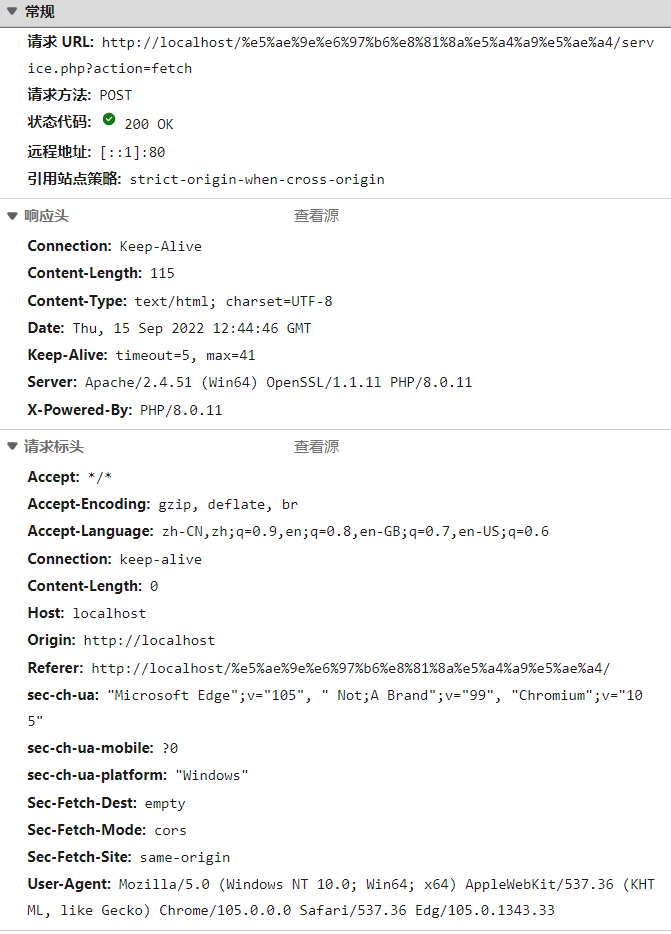 常规
请求 URL: http://localhost/%e5%ae%9e%e6%97%b6%e8%81%8a%e5%a4%a9%e5%ae%a4/serv
ice.php?action=fetch
请求方法: POST
状态代码: 200 OK
远程地址: [::1]:80
引用站点策略: strict-origin-when-cross-origin
响应头 查看源
Connection: Keep-Alive
Content-Length: 115
Content-Type: text/html; charset=UTF-8
Date: Thu, 15 Sep 2022 12:44:46 GMT
Keep-Alive: timeout=5, max=41
Server: Apache/2.4.51 (Win64) OpenSSL/1.1.1l PHP/8.0.11
X-Powered-By: PHP/8.0.11
请求标头 查看源
Accept: */*
Accept-Encoding: gzip, deflate, br
Accept-Language: zh-CN,zh;q=0.9,en;q=0.8,en-GB;q=0.7,en-US;q=0.6
Connection: keep-alive
Content-Length: 0
Host: localhost
Origin: http://localhost
Referer: http://localhost/%e5%ae%9e%e6%97%b6%e8%81%8a%e5%a4%a9%e5%ae%a4/
sec-ch-ua: "Microsoft Edge";v="105", " Not;A Brand";v="99", "Chromium";v="10
5"
sec-ch-ua-mobile: ?0
sec-ch-ua-platform: "Windows"
Sec-Fetch-Dest: empty
Sec-Fetch-Mode: cors
Sec-Fetch-Site: same-origin
User-Agent: Mozilla/5.0 (Windows NT 10.0; Win64; x64) AppleWebKit/537.36 (KHT
ML, like Gecko) Chrome/105.0.0.0 Safari/537.36 Edg/105.0.1343.33